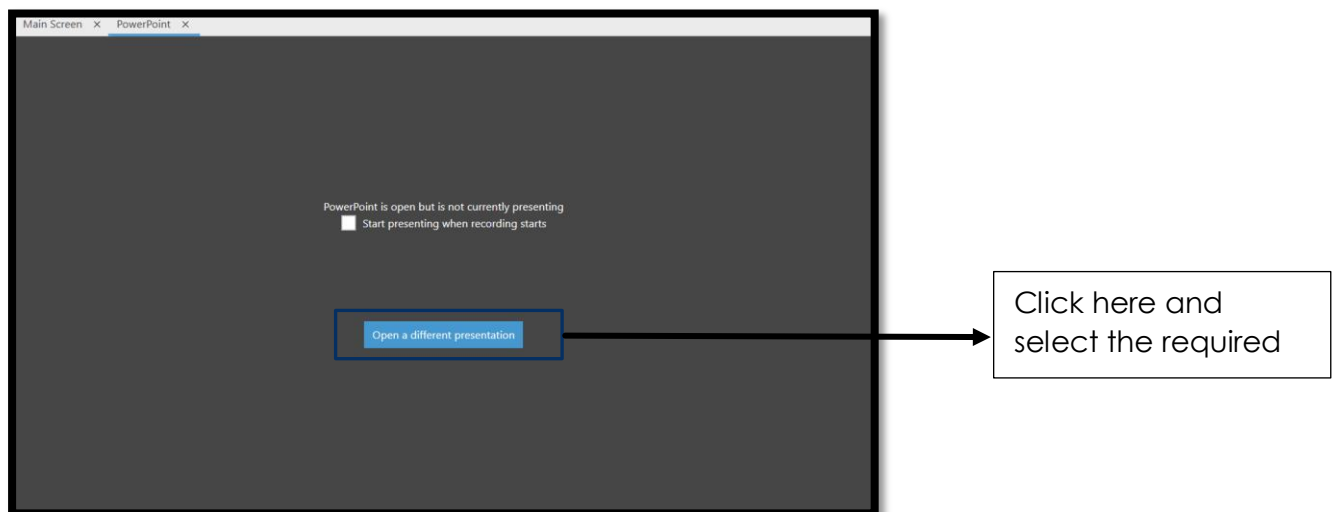 Main Screen × PowerPoint ×
PowerPoint is open but is not currently presenting
Start presenting when recording starts
Open a different presentation
Click here and
select the required